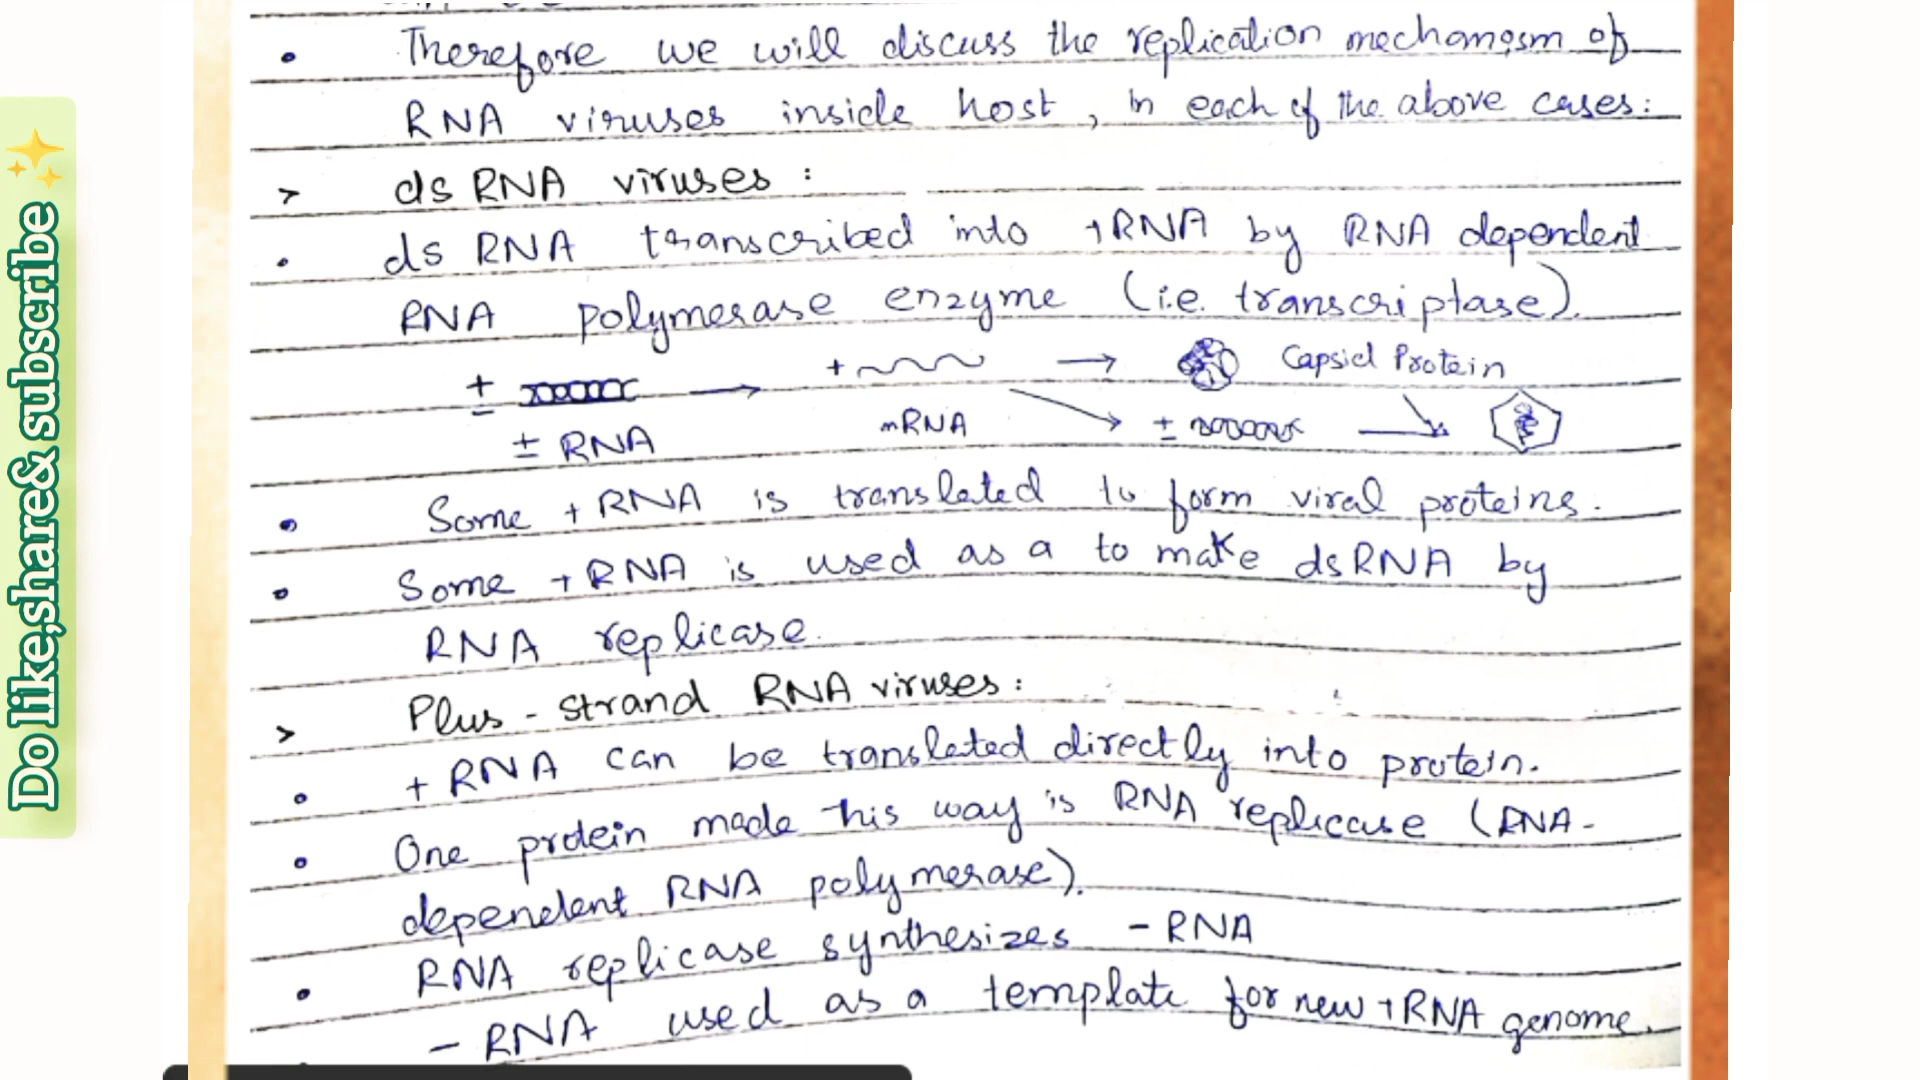 Therefore we will discuss the replication mechanism of
RNA viruses inside host, in each of the above cases:
> ds RNA viruses :
• ds RNA transcribed into +RNA by RNA dependent
RNA polymerase enzyme (i.e. transcriptase).
+ → Capsid Protein
± →
± RNA mRNA ±
• Some + RNA is translated to form viral proteins.
• Some + RNA is used as a to make dsRNA by
RNA replicase.
> Plus - strand RNA viruses :
• + RNA can be translated directly into protein.
• One protein made this way is RNA replicase (RNA-
dependent RNA polymerase).
• RNA replicase synthesizes - RNA
- RNA used as a template for new +RNA genome.
Do like,share& subscribe